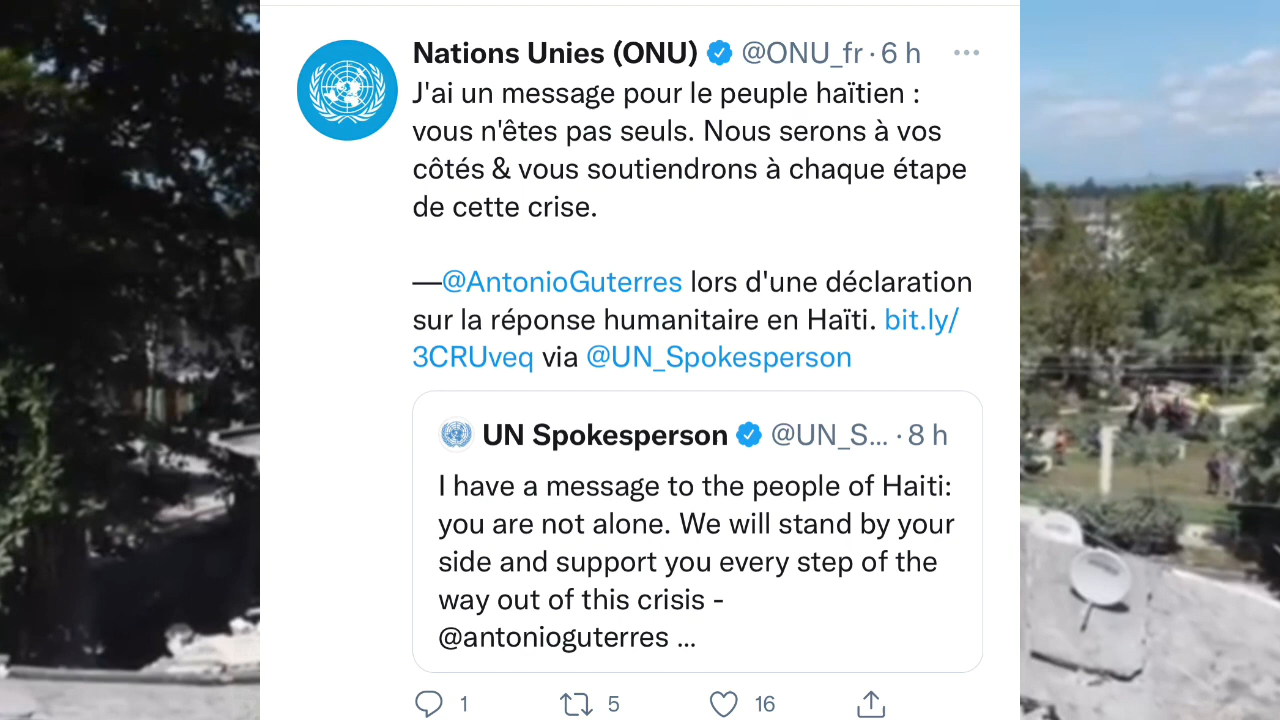 Nations Unies (ONU) @ONU_fr · 6 h
J'ai un message pour le peuple haïtien :
vous n'êtes pas seuls. Nous serons à vos
côtés & vous soutiendrons à chaque étape
de cette crise.
—@AntonioGuterres lors d'une déclaration
sur la réponse humanitaire en Haïti. bit.ly/
3CRUveq via @UN_Spokesperson
UN Spokesperson @UN_S... · 8 h
I have a message to the people of Haiti:
you are not alone. We will stand by your
side and support you every step of the
way out of this crisis -
@antonioguterres ...
1 5 16